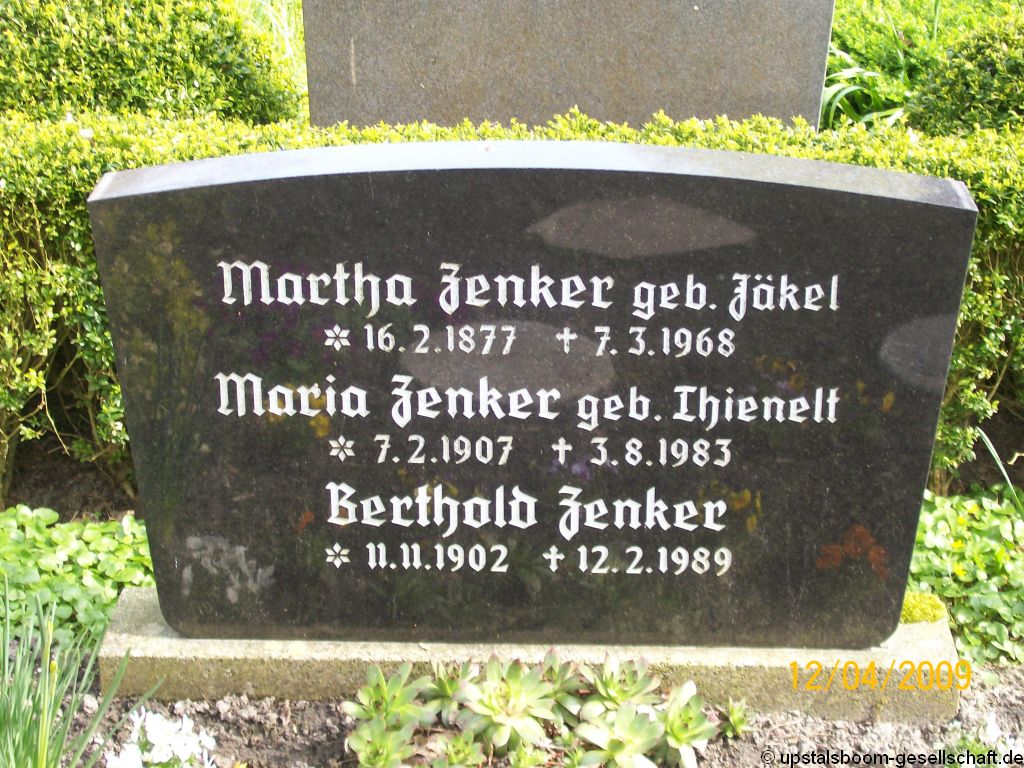 Martha Zenker geb. Jäkel
✲ 16.2.1877 † 7.3.1968
Maria Zenker geb. Thienelt
✲ 7.2.1907 † 3.8.1983
Berthold Zenker
✲ 11.11.1902 † 12.2.1989
12/04/2009
© upstalsboom-gesellschaft.de